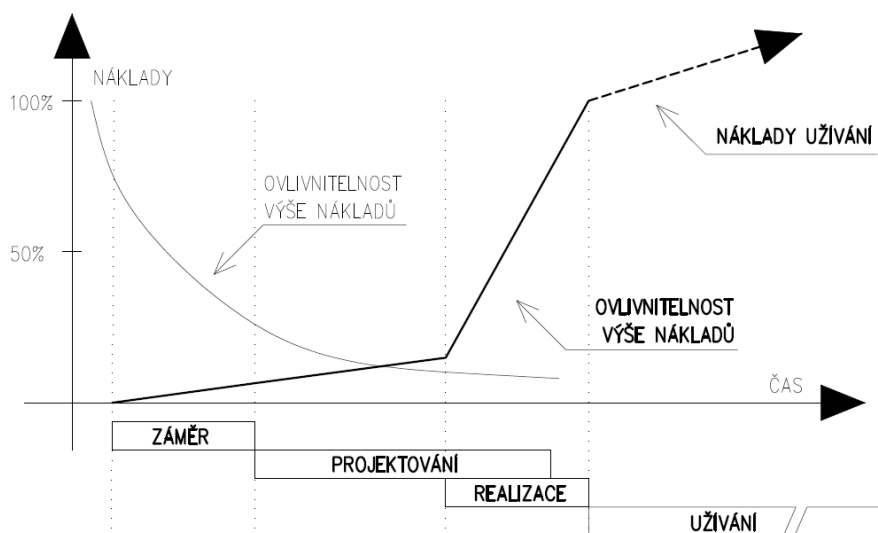 NÁKLADY
100%
OVLIVNITELNOST
VÝŠE NÁKLADŮ
NÁKLADY UŽÍVÁNÍ
50%
OVLIVNITELNOST
VÝŠE NÁKLADŮ
ČAS
ZÁMĚR
PROJEKTOVÁNÍ
REALIZACE
UŽÍVÁNÍ